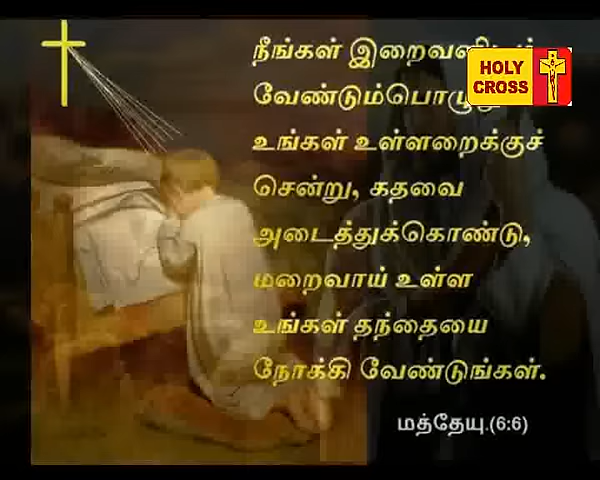 நீங்கள்
HOLY
CROSS
உங்கள் உள்ளறைக்குச்
சென்று, கதவை
அடைத்துக்கொண்டு,
மறைவாய் உள்ள
உங்கள் தந்தையை
நோக்கி வேண்டுங்கள்.
மத்தேயு.(6:6)